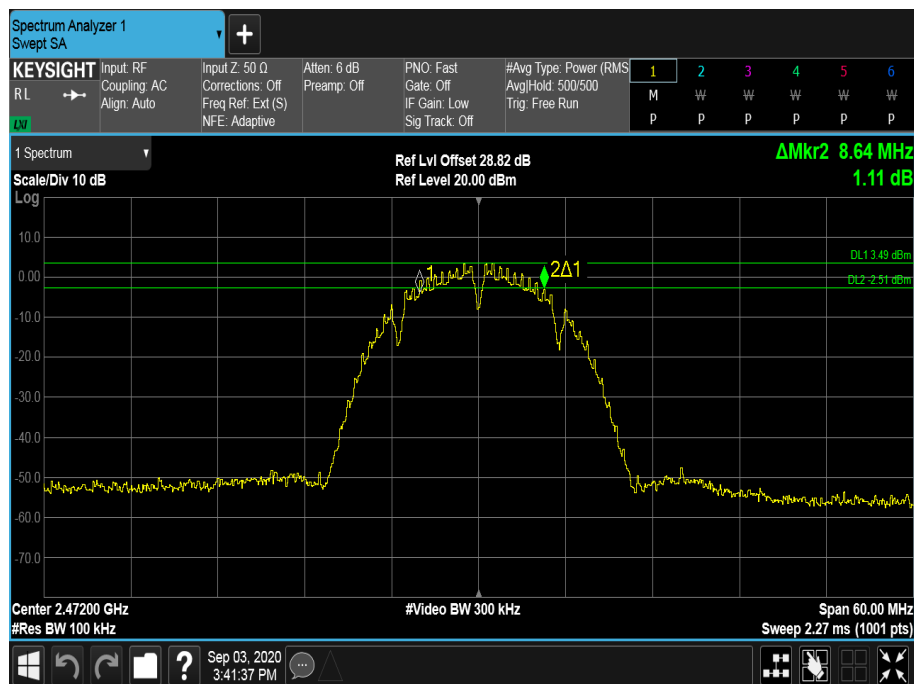 Spectrum Analyzer 1
Swept SA
KEYSIGHT
RL
LXI
Input: RF
Coupling: AC
Align: Auto
Input Z: 50 Ω
Corrections: Off
Freq Ref: Ext (S)
NFE: Adaptive
Atten: 6 dB
Preamp: Off
PNO: Fast
Gate: Off
IF Gain: Low
Sig Track: Off
#Avg Type: Power (RMS
Avg|Hold: 500/500
Trig: Free Run
1 2 3 4 5 6
M W W W W W
P P P P P P
1 Spectrum
Scale/Div 10 dB
Ref Lvl Offset 28.82 dB
Ref Level 20.00 dBm
ΔMkr2 8.64 MHz
1.11 dB
Log
10.0
DL1 3.49 dBm
1
2Δ1
0.00
DL2 -2.51 dBm
-10.0
-20.0
-30.0
-40.0
-50.0
-60.0
-70.0
Center 2.47200 GHz
#Video BW 300 kHz
Span 60.00 MHz
#Res BW 100 kHz
Sweep 2.27 ms (1001 pts)
?
Sep 03, 2020
3:41:37 PM